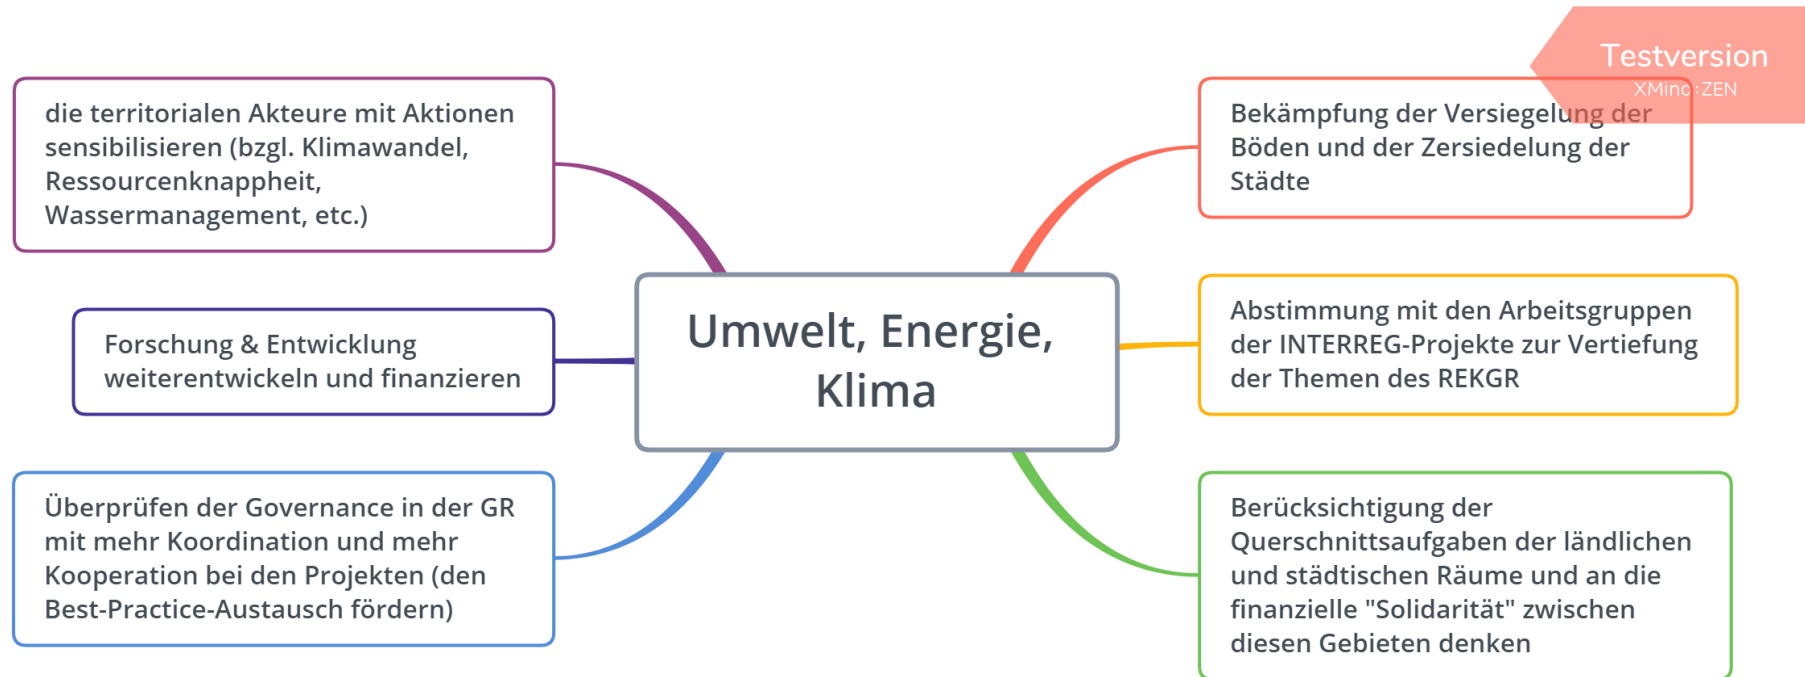 Testversion
XMind:ZEN
die territorialen Akteure mit Aktionen
sensibilisieren (bzgl. Klimawandel,
Ressourcenknappheit,
Wassermanagement, etc.)
Forschung & Entwicklung
weiterentwickeln und finanzieren
Überprüfen der Governance in der GR
mit mehr Koordination und mehr
Kooperation bei den Projekten (den
Best-Practice-Austausch fördern)
Umwelt, Energie,
Klima
Bekämpfung der Versiegelung der
Böden und der Zersiedelung der
Städte
Abstimmung mit den Arbeitsgruppen
der INTERREG-Projekte zur Vertiefung
der Themen des REKGR
Berücksichtigung der
Querschnittsaufgaben der ländlichen
und städtischen Räume und an die
finanzielle "Solidarität" zwischen
diesen Gebieten denken